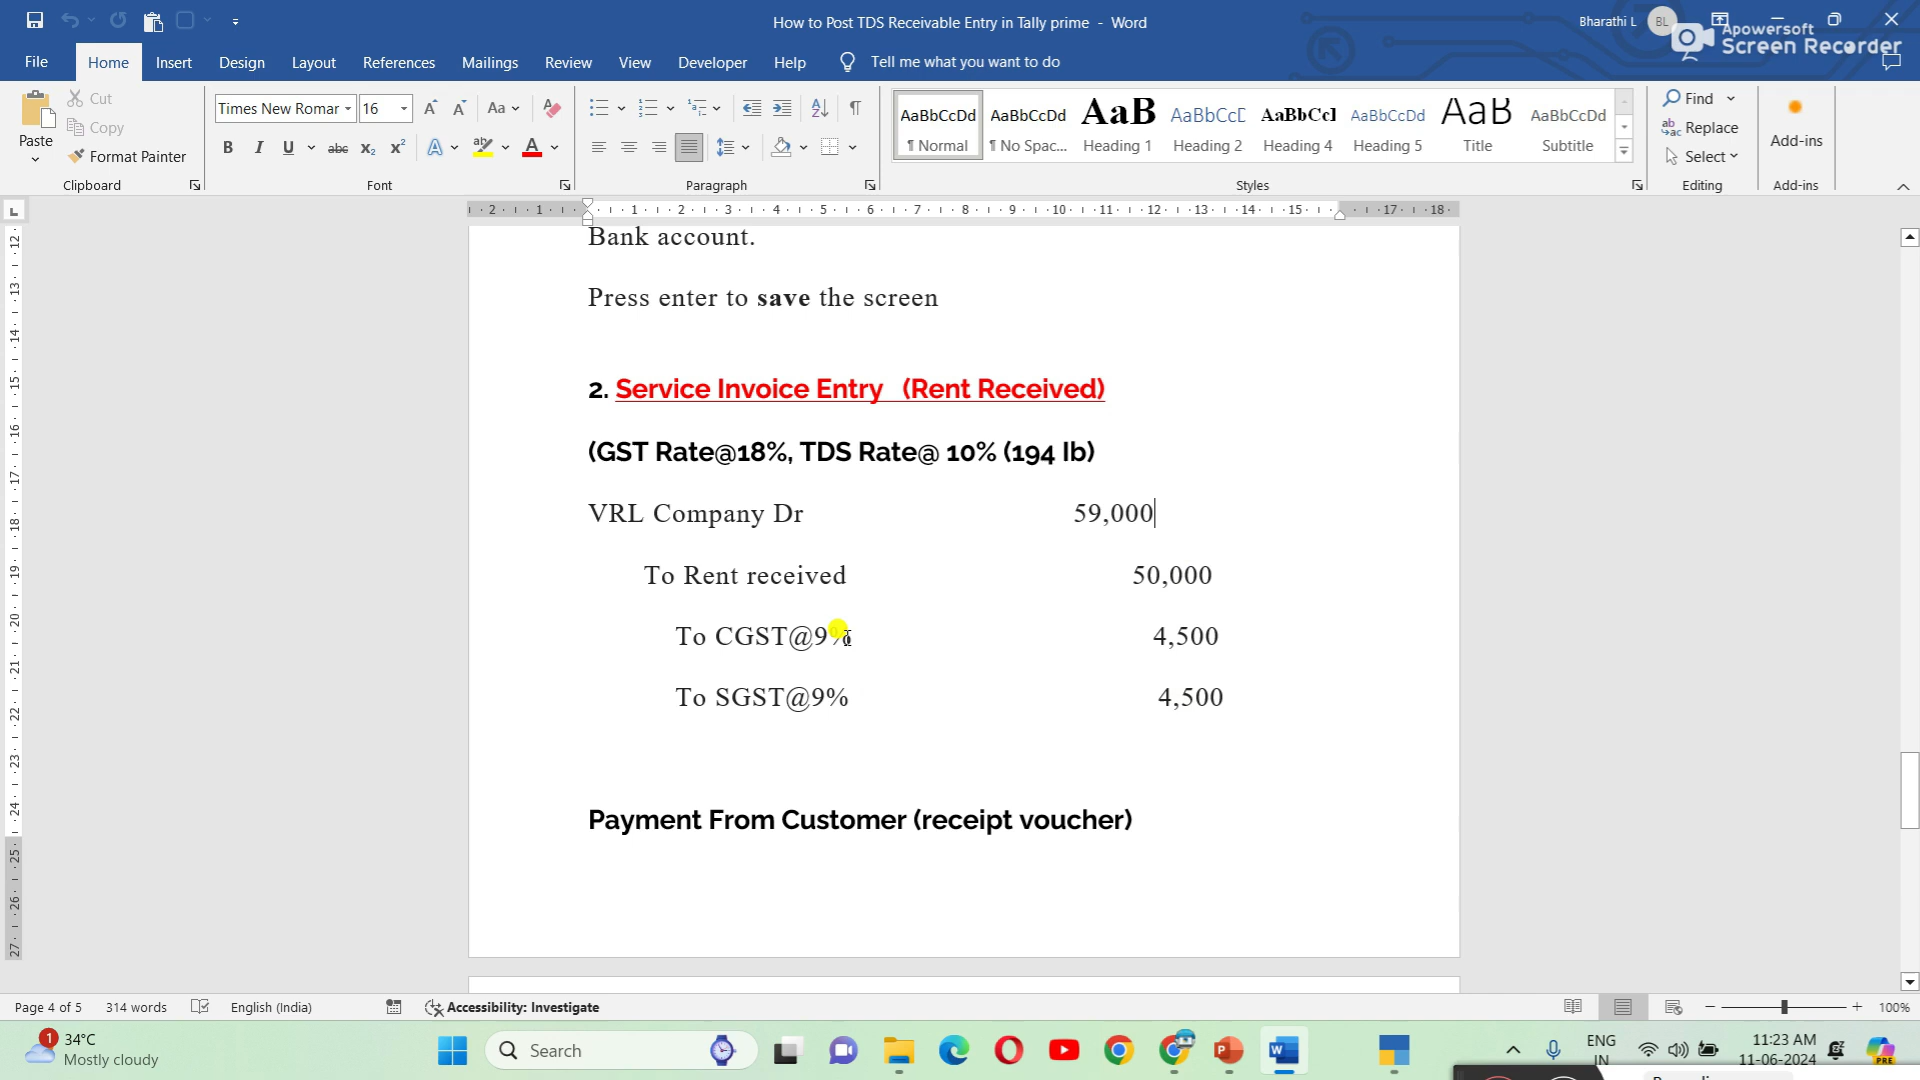 How to Post TDS Receivable Entry in Tally prime - Word
Bharathi L
BL
Apowersoft
Screen Recorder
File
Home
Insert
Design
Layout
References
Mailings
Review
View
Developer
Help
Tell me what you want to do
Paste
Cut
Copy
Format Painter
Clipboard
Times New Romar
16
Font
Paragraph
AaBbCcDd
¶ Normal
AaBbCcDd
¶ No Spac...
AaB
Heading 1
AaBbCcE
Heading 2
AaBbCcI
Heading 4
AaBbCcDd
Heading 5
AaB
Title
AaBbCcDd
Subtitle
Styles
Find
Replace
Select
Editing
Add-ins
Add-ins
Bank account.
Press enter to save the screen
2. Service Invoice Entry (Rent Received)
(GST Rate@18%, TDS Rate@ 10% (194 Ib)
VRL Company Dr 59,000
To Rent received 50,000
To CGST@9% 4,500
To SGST@9% 4,500
Payment From Customer (receipt voucher)
Page 4 of 5
314 words
English (India)
Accessibility: Investigate
100%
1
34°C
Mostly cloudy
Search
ENG
IN
11:23 AM
11-06-2024
PRE